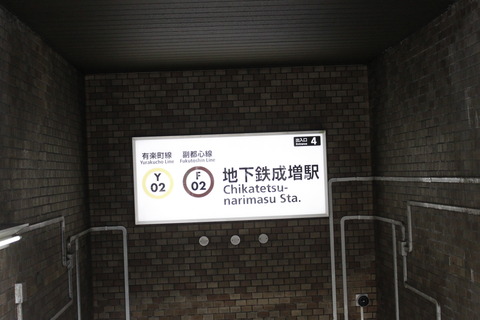 出入口 4
Entrance
有楽町線 副都心線
Yurakucho Line Fukutoshin Line
Y F
02 02
地下鉄成増駅
Chikatetsu-
narimasu Sta.